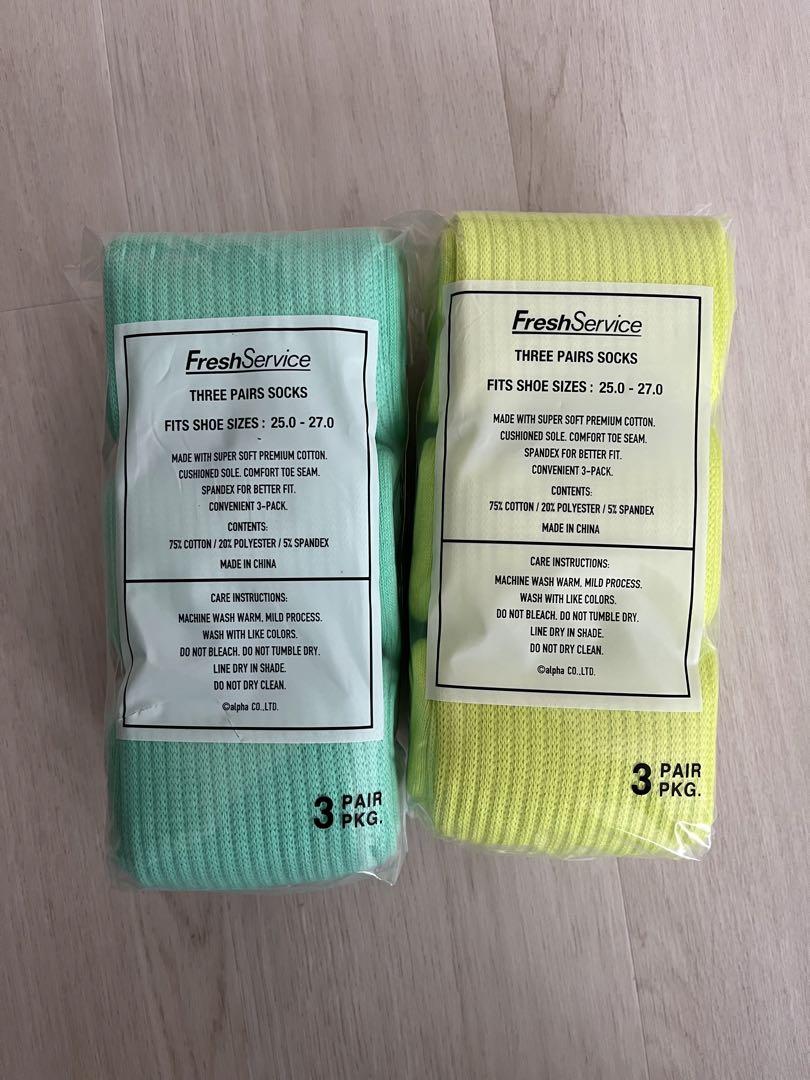 FreshService
THREE PAIRS SOCKS
FITS SHOE SIZES : 25.0 - 27.0
MADE WITH SUPER SOFT PREMIUM COTTON.
CUSHIONED SOLE. COMFORT TOE SEAM.
SPANDEX FOR BETTER FIT.
CONVENIENT 3-PACK.
CONTENTS:
75% COTTON / 20% POLYESTER / 5% SPANDEX
MADE IN CHINA
CARE INSTRUCTIONS:
MACHINE WASH WARM. MILD PROCESS.
WASH WITH LIKE COLORS.
DO NOT BLEACH. DO NOT TUMBLE DRY.
LINE DRY IN SHADE.
DO NOT DRY CLEAN.
©alpha CO.,LTD.
3 PAIR
PKG.
FreshService
THREE PAIRS SOCKS
FITS SHOE SIZES : 25.0 - 27.0
MADE WITH SUPER SOFT PREMIUM COTTON.
CUSHIONED SOLE. COMFORT TOE SEAM.
SPANDEX FOR BETTER FIT.
CONVENIENT 3-PACK.
CONTENTS:
75% COTTON / 20% POLYESTER / 5% SPANDEX
MADE IN CHINA
CARE INSTRUCTIONS:
MACHINE WASH WARM. MILD PROCESS.
WASH WITH LIKE COLORS.
DO NOT BLEACH. DO NOT TUMBLE DRY.
LINE DRY IN SHADE.
DO NOT DRY CLEAN.
©alpha CO.,LTD.
3 PAIR
PKG.